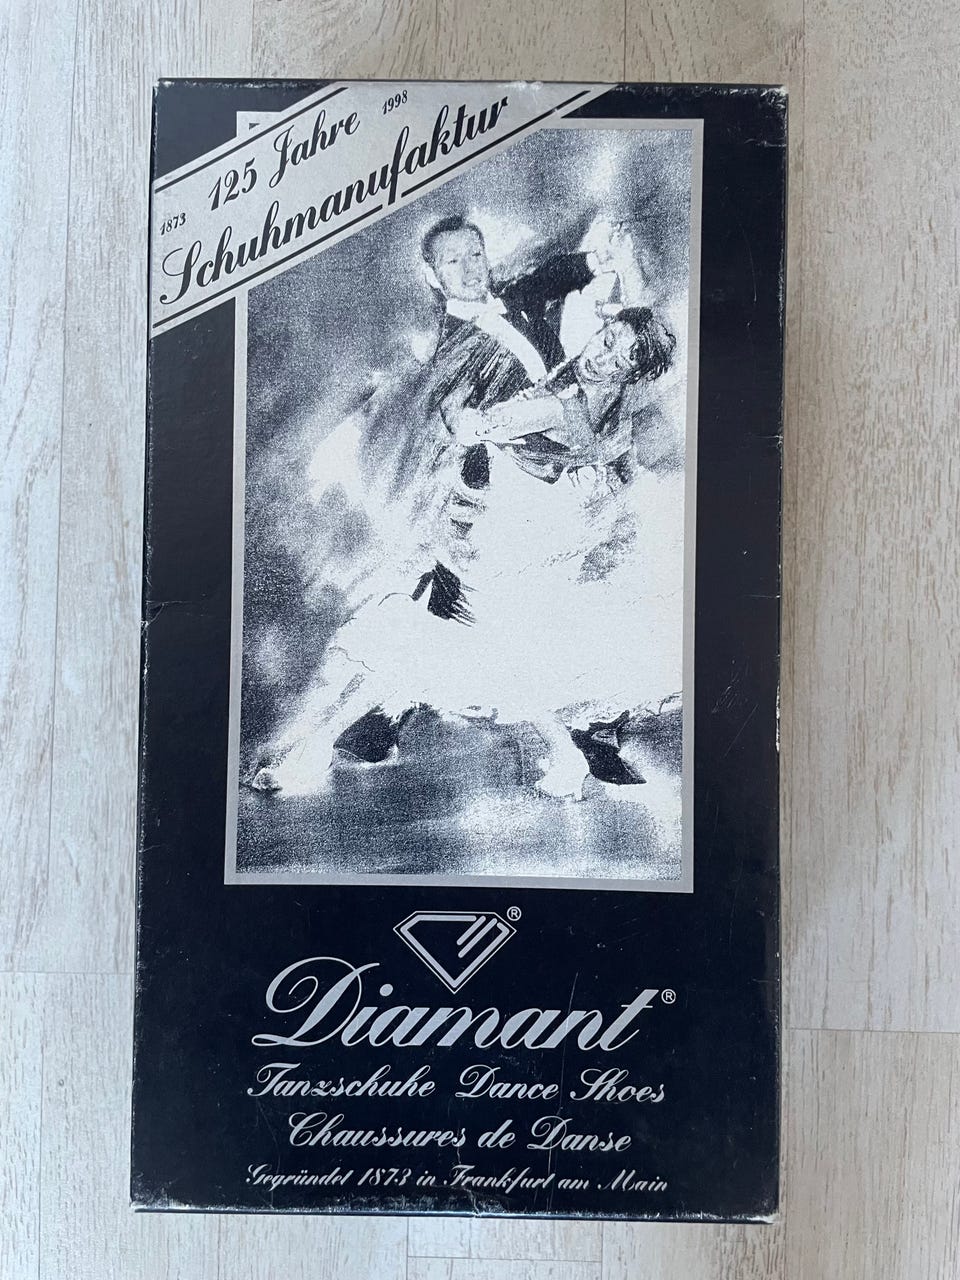 1873 125 Jahre 1998
Schuhmanufaktur
®
Diamant®
Tanzschuhe Dance Shoes
Chaussures de Danse
Gegründet 1873 in Frankfurt am Main